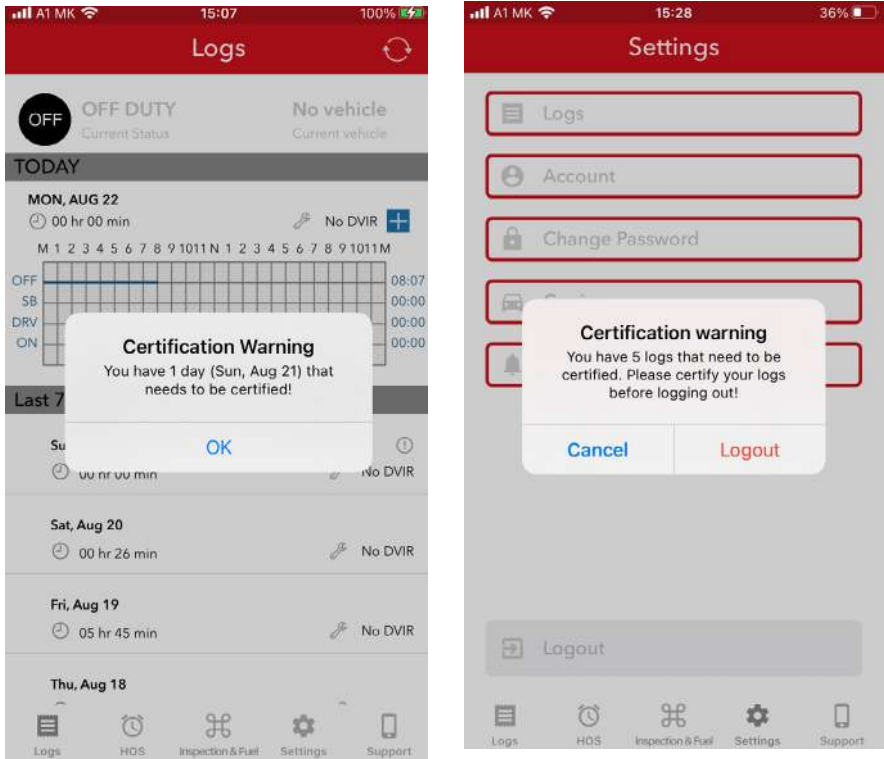 A1 MK 15:07 100%
Logs
OFF OFF DUTY No vehicle
Current Status Current vehicle
TODAY
MON, AUG 22
00 hr 00 min No DVIR
M 1 2 3 4 5 6 7 8 9 10 11 N 1 2 3 4 5 6 7 8 9 10 11 M
OFF 08:07
SB 00:00
DRV 00:00
ON 00:00
Certification Warning
You have 1 day (Sun, Aug 21) that
needs to be certified!
OK
Last 7
Su
00 hr 00 min No DVIR
Sat, Aug 20
00 hr 26 min No DVIR
Fri, Aug 19
05 hr 45 min No DVIR
Thu, Aug 18
Logs HOS Inspection & Fuel Settings Support
A1 MK 15:28 36%
Settings
Logs
Account
Change Password
Certification warning
You have 5 logs that need to be
certified. Please certify your logs
before logging out!
Cancel Logout
Logout
Logs HOS Inspection & Fuel Settings Support